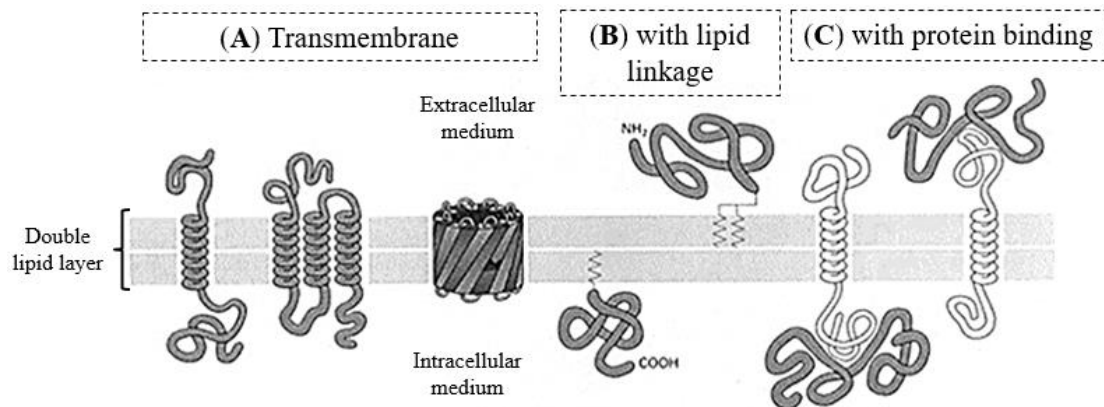 (A) Transmembrane
(B) with lipid
linkage
(C) with protein binding
Extracellular
medium
NH₂
Double
lipid layer
Intracellular
medium
COOH